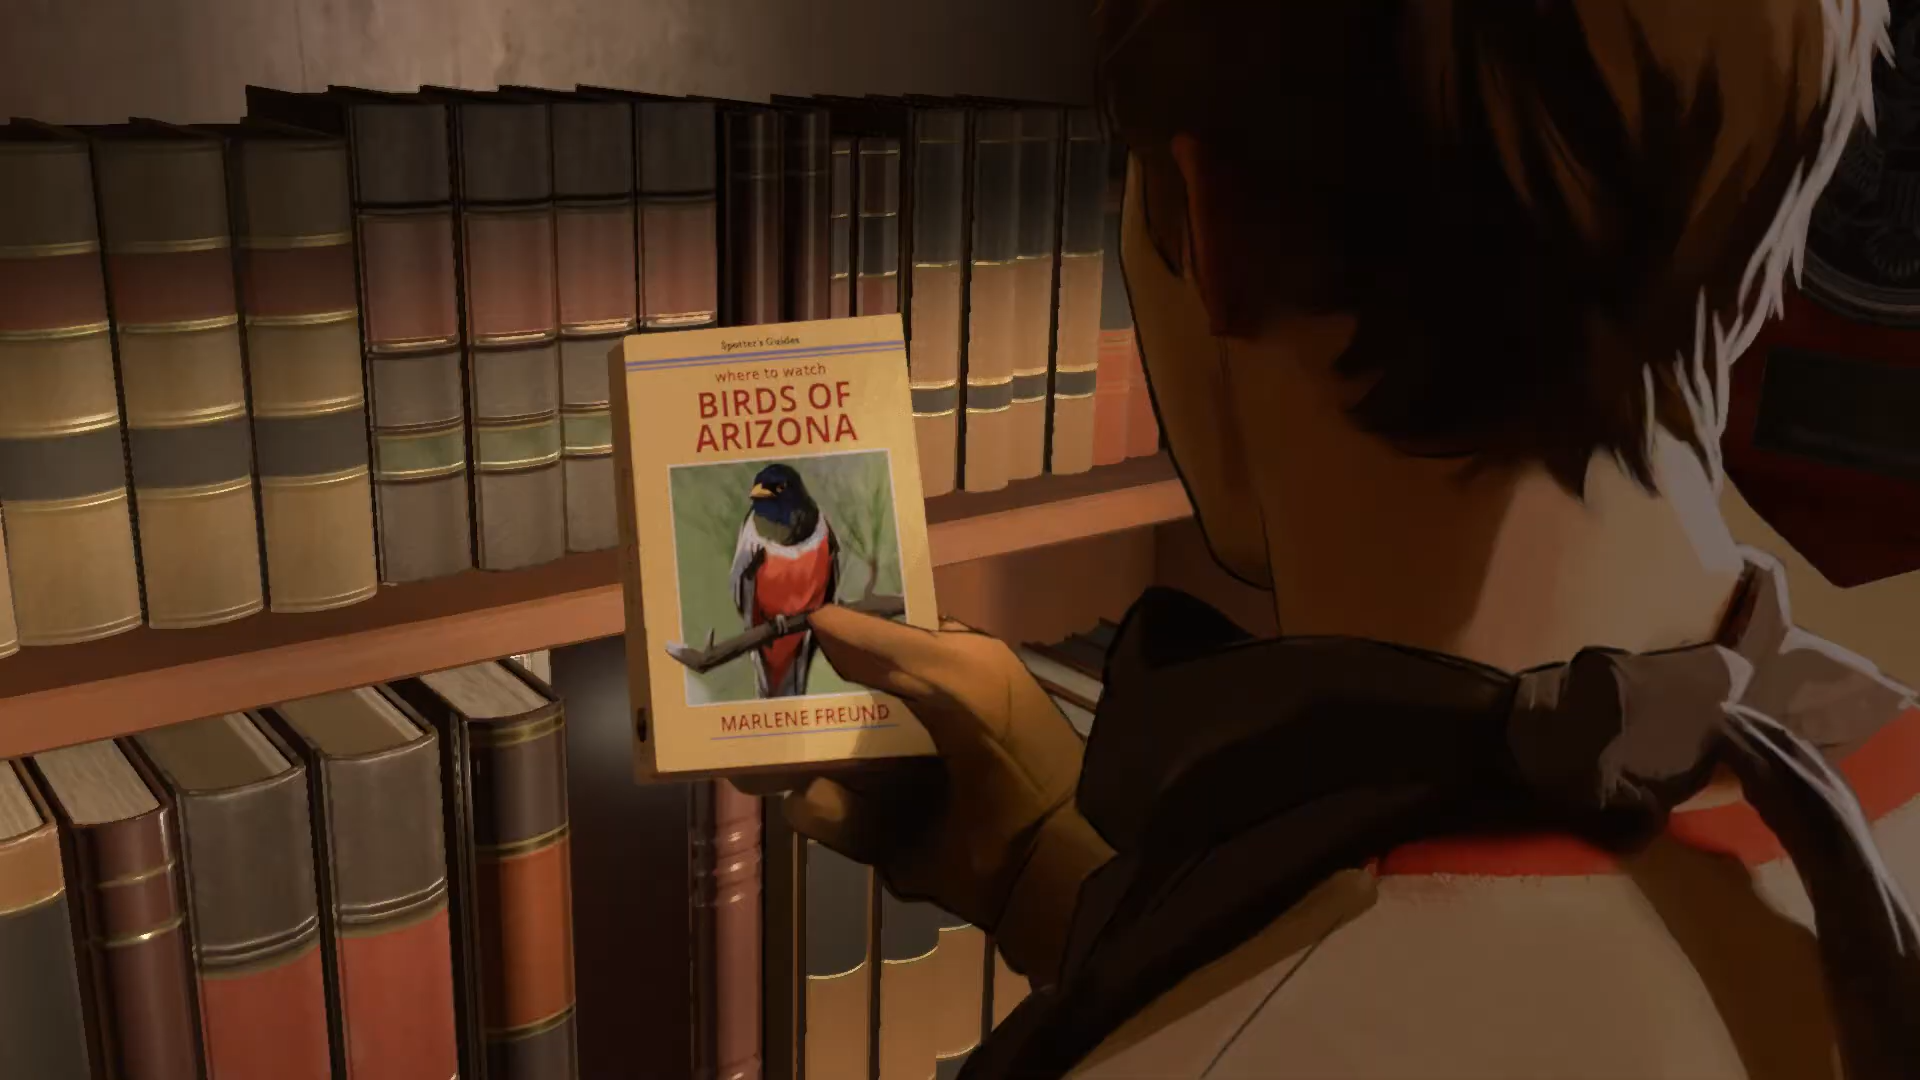 Spotter's Guides
where to watch
BIRDS OF
ARIZONA
MARLENE FREUND